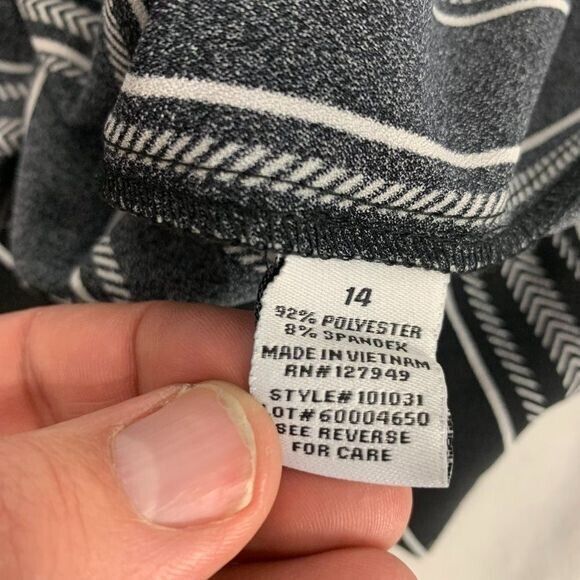 14
92% POLYESTER
8% SPANDEX
MADE IN VIETNAM
RN#127949
STYLE#101031
LOT#60004650
SEE REVERSE
FOR CARE